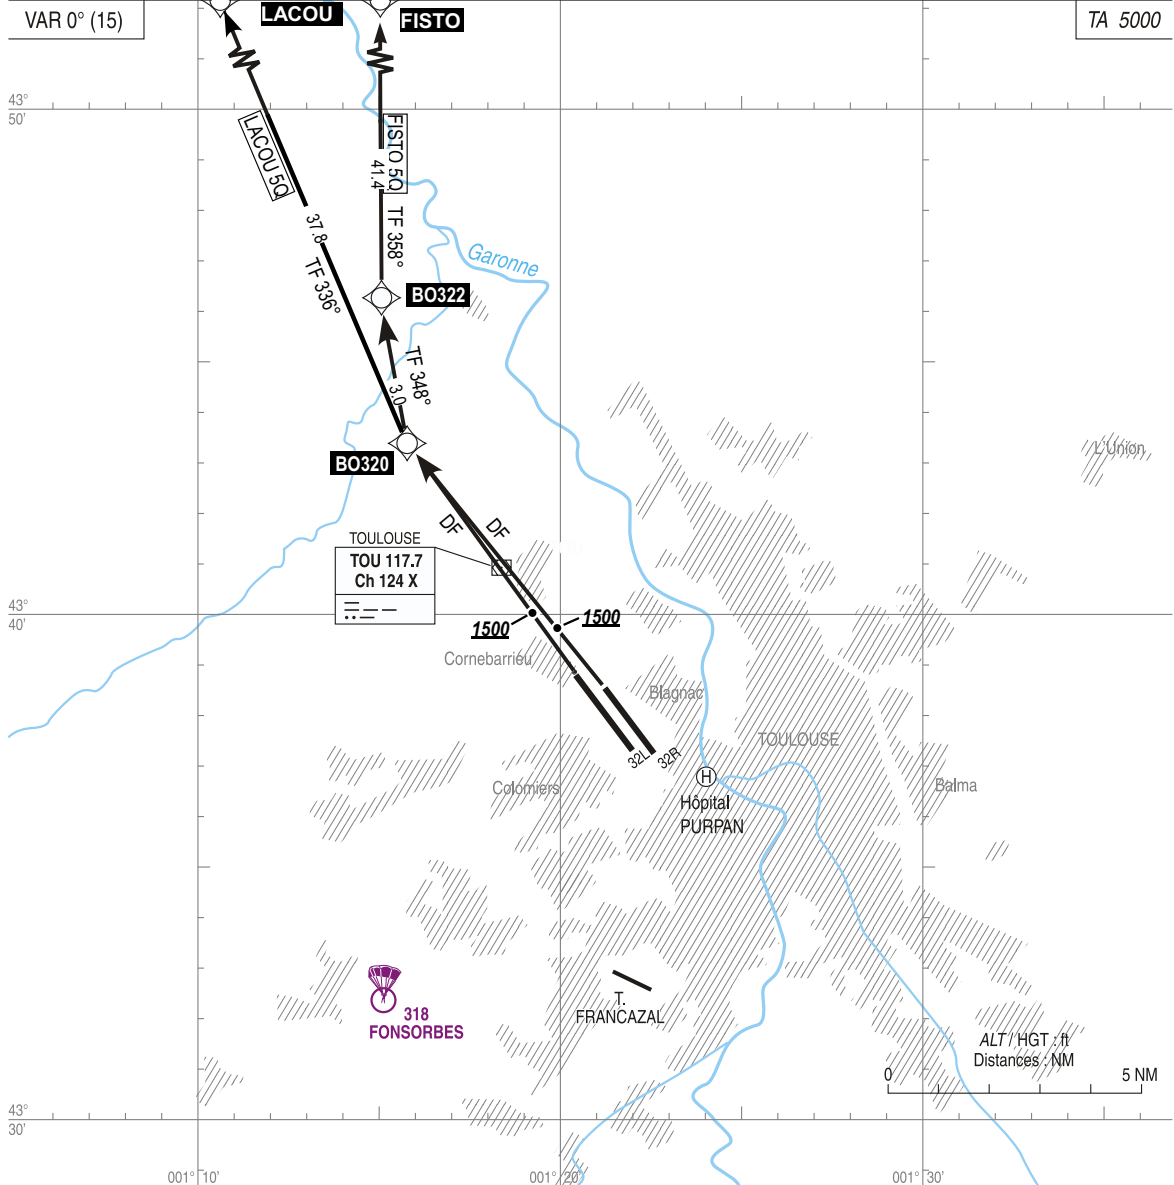 VAR 0° (15)
LACOU
FISTO
TA 5000
43°
50'
LACOU 5Q
FISTO 5Q
41.4
TF 358°
37.8
TF 336°
Garonne
BO322
TF 348°
3.0
BO320
L'Union
DF
DF
TOULOUSE
TOU 117.7
Ch 124 X
43°
40'
1500
1500
Cornebarrieu
Blagnac
32L
32R
TOULOUSE
Colomiers
H
Hôpital
PURPAN
Balma
318
FONSORBES
T.
FRANCAZAL
ALT / HGT : ft
Distances : NM
0
5 NM
43°
30'
001° 10'
001° 20'
001° 30'